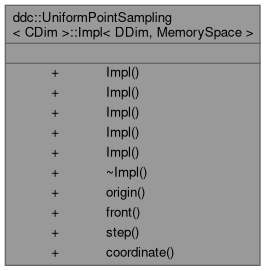 ddc::UniformPointSampling
< CDim >::Impl< DDim, MemorySpace >
+ Impl()
+ Impl()
+ Impl()
+ Impl()
+ Impl()
+ ~Impl()
+ origin()
+ front()
+ step()
+ coordinate()